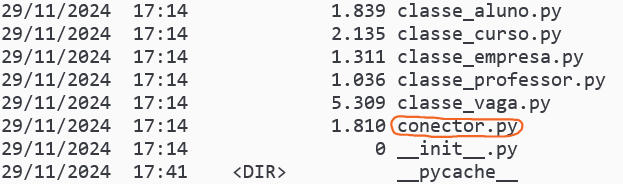 29/11/2024  17:14             1.839 classe_aluno.py
29/11/2024  17:14             2.135 classe_curso.py
29/11/2024  17:14             1.311 classe_empresa.py
29/11/2024  17:14             1.036 classe_professor.py
29/11/2024  17:14             5.309 classe_vaga.py
29/11/2024  17:14             1.810 conector.py
29/11/2024  17:14                 0 __init__.py
29/11/2024  17:41    <DIR>          __pycache__